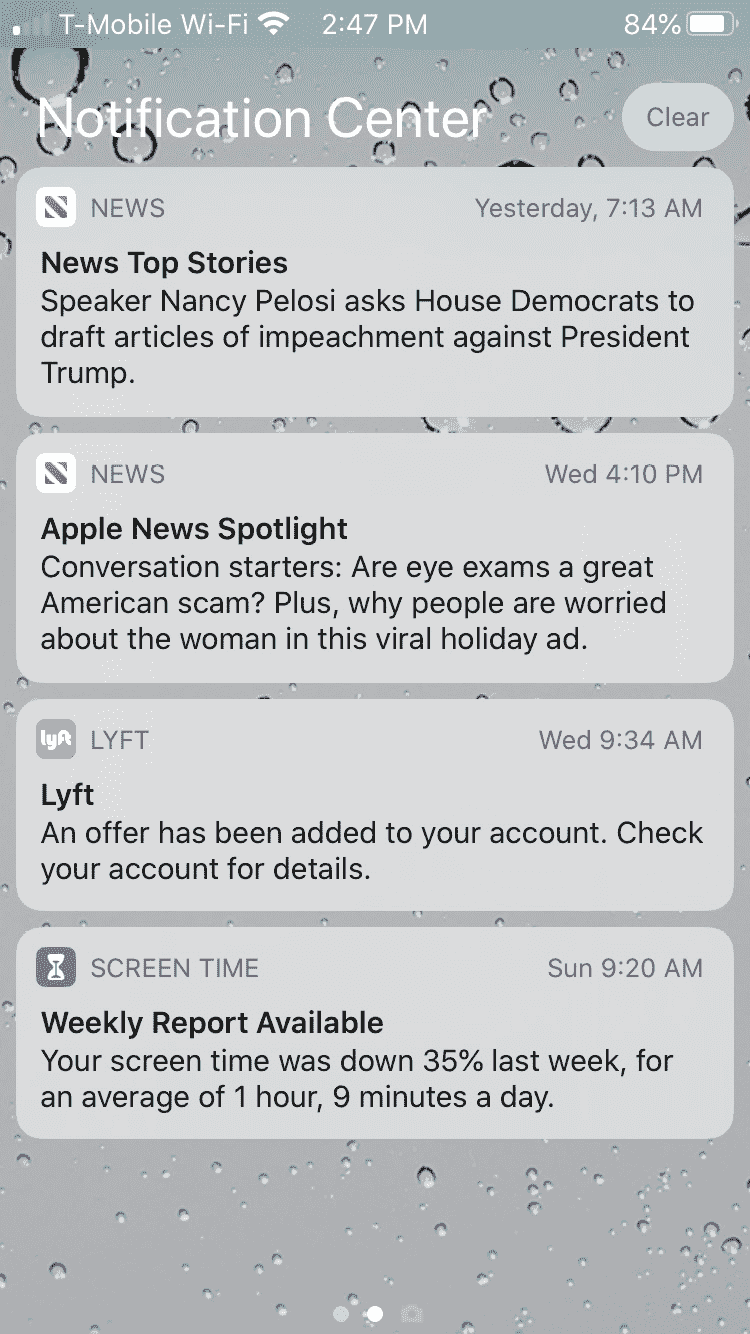 T-Mobile Wi-Fi 2:47 PM 84%
Notification Center Clear
NEWS Yesterday, 7:13 AM
News Top Stories
Speaker Nancy Pelosi asks House Democrats to
draft articles of impeachment against President
Trump.
NEWS Wed 4:10 PM
Apple News Spotlight
Conversation starters: Are eye exams a great
American scam? Plus, why people are worried
about the woman in this viral holiday ad.
lyft LYFT Wed 9:34 AM
Lyft
An offer has been added to your account. Check
your account for details.
SCREEN TIME Sun 9:20 AM
Weekly Report Available
Your screen time was down 35% last week, for
an average of 1 hour, 9 minutes a day.